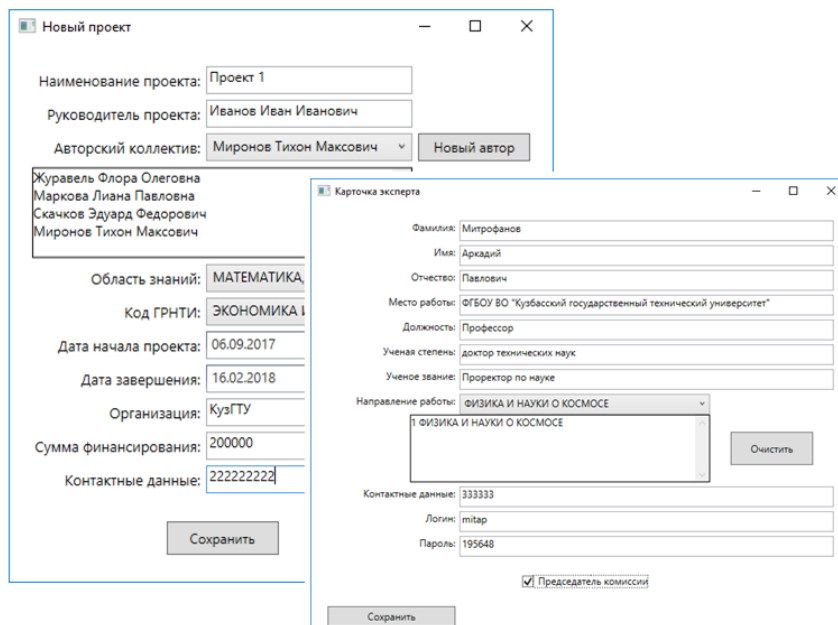 Новый проект
Наименование проекта: Проект 1
Руководитель проекта: Иванов Иван Иванович
Авторский коллектив: Миронов Тихон Максович Новый автор
Журавель Флора Олеговна
Маркова Лиана Павловна
Скачков Эдуард Федорович
Миронов Тихон Максович
Область знаний: МАТЕМАТИКА,
Код ГРНТИ: ЭКОНОМИКА И
Дата начала проекта: 06.09.2017
Дата завершения: 16.02.2018
Организация: КузГТУ
Сумма финансирования: 200000
Контактные данные: 222222222
Сохранить
Карточка эксперта
Фамилия: Митрофанов
Имя: Аркадий
Отчество: Павлович
Место работы: ФГБОУ ВО "Кузбасский государственный технический университет"
Должность: Профессор
Ученая степень: доктор технических наук
Ученое звание: Проректор по науке
Направление работы: ФИЗИКА И НАУКИ О КОСМОСЕ
1 ФИЗИКА И НАУКИ О КОСМОСЕ
Очистить
Контактные данные: 333333
Логин: mitap
Пароль: 195648
Председатель комиссии
Сохранить